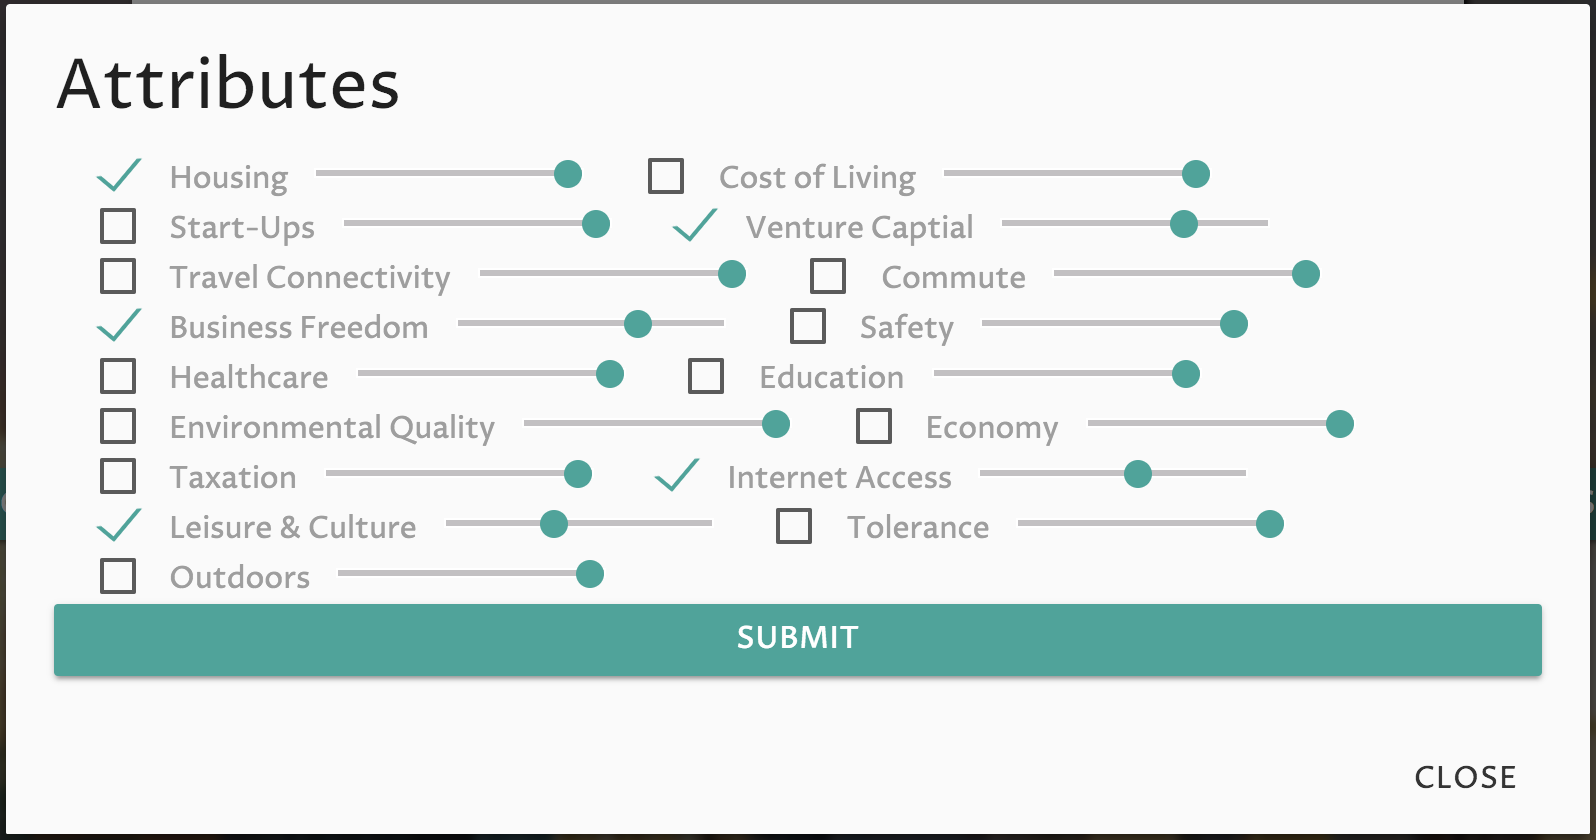 Attributes
Housing Cost of Living
Start-Ups Venture Captial
Travel Connectivity Commute
Business Freedom Safety
Healthcare Education
Environmental Quality Economy
Taxation Internet Access
Leisure & Culture Tolerance
Outdoors
SUBMIT
CLOSE